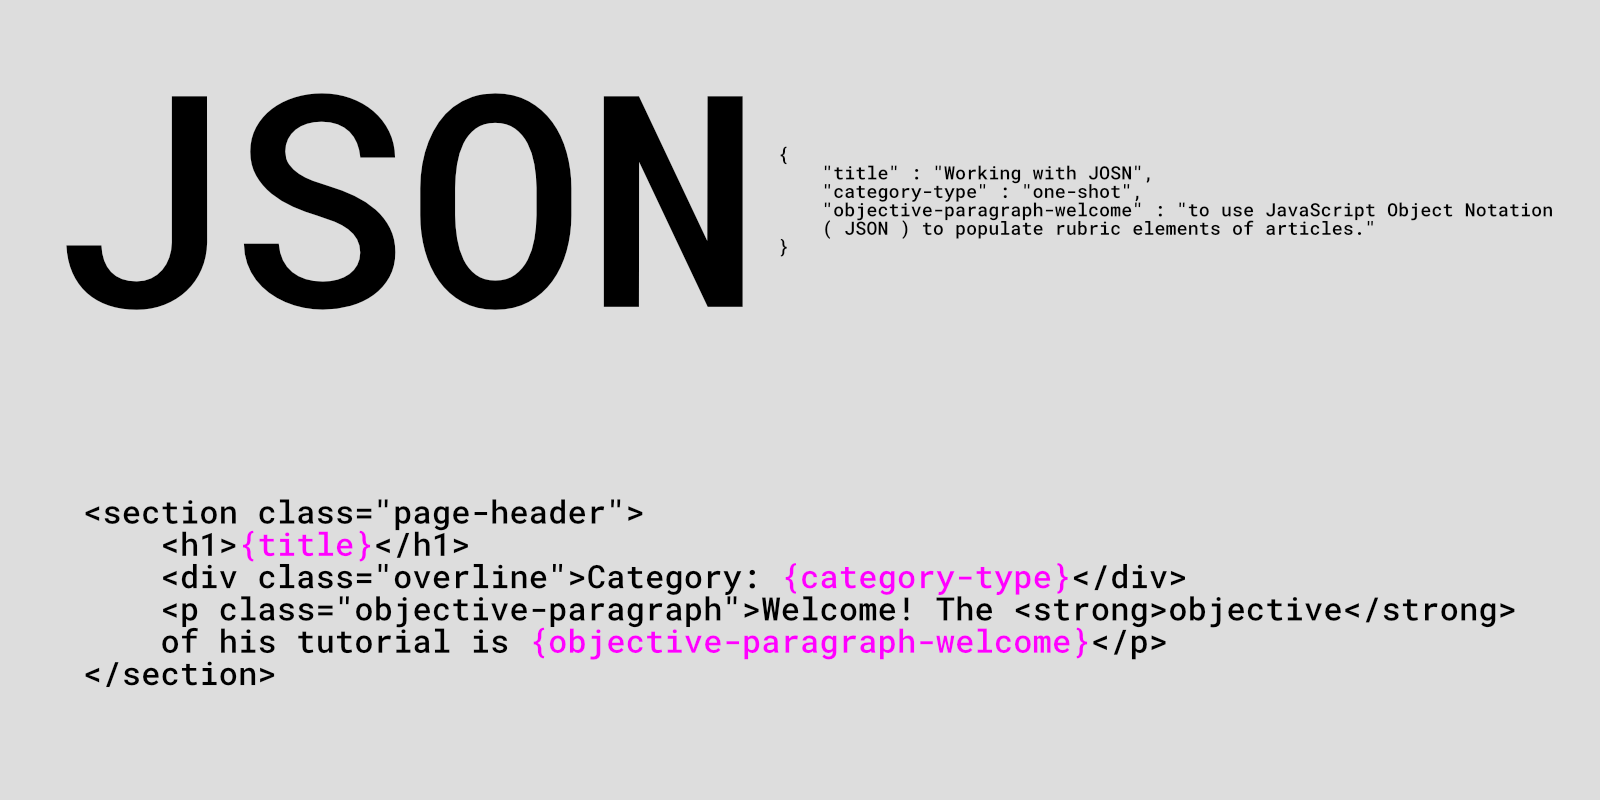 JSON
{
"title" : "Working with JOSN",
"category-type" : "one-shot",
"objective-paragraph-welcome" : "to use JavaScript Object Notation
( JSON ) to populate rubric elements of articles."
}
<section class="page-header">
<h1>{title}</h1>
<div class="overline">Category: {category-type}</div>
<p class="objective-paragraph">Welcome! The <strong>objective</strong>
of his tutorial is {objective-paragraph-welcome}</p>
</section>